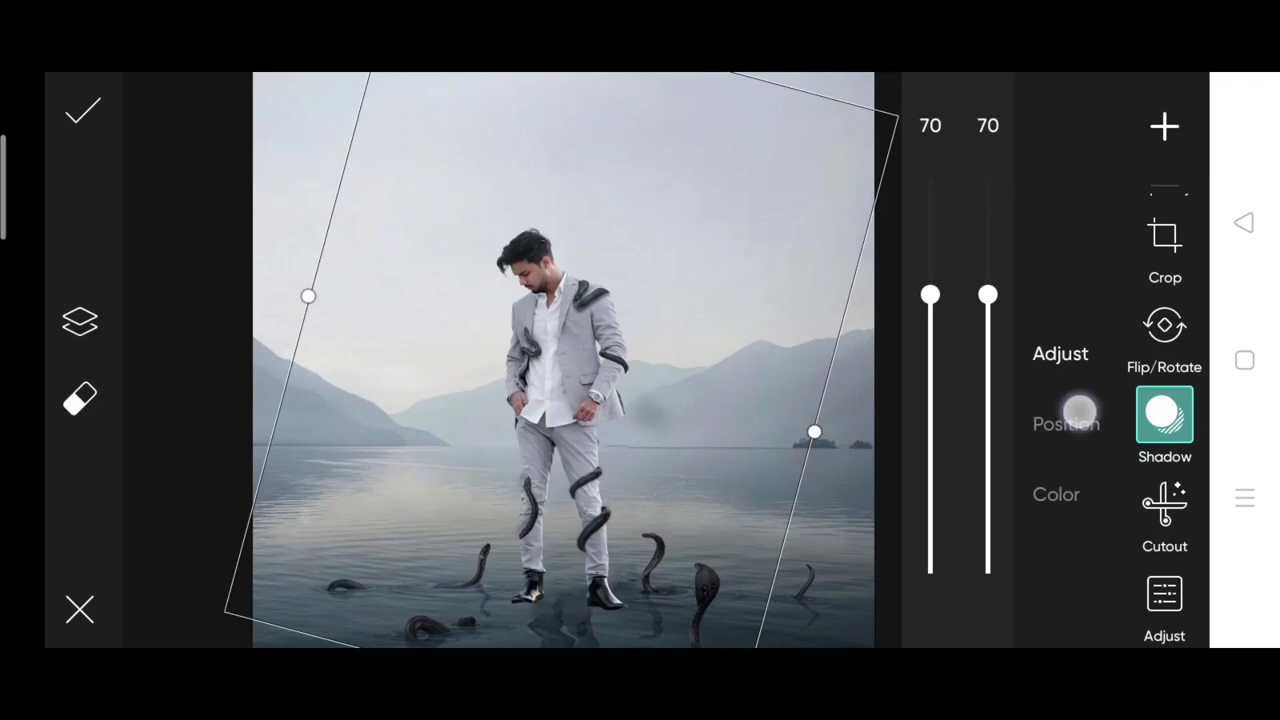 70 70
Crop
Flip/Rotate
Adjust
Position
Shadow
Color
Cutout
Adjust